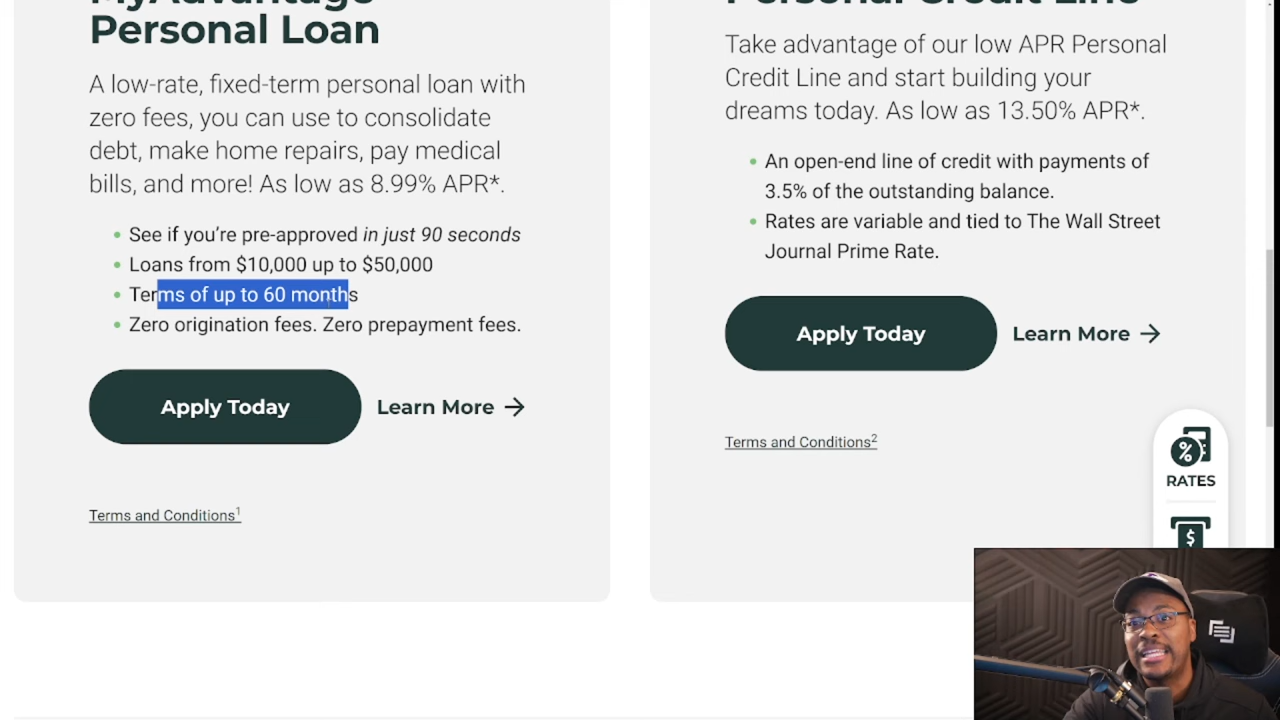 MyAdvantage
Personal Loan
A low-rate, fixed-term personal loan with
zero fees, you can use to consolidate
debt, make home repairs, pay medical
bills, and more! As low as 8.99% APR*.
• See if you’re pre-approved in just 90 seconds
• Loans from $10,000 up to $50,000
• Terms of up to 60 months
• Zero origination fees. Zero prepayment fees.
Apply Today
Learn More →
Terms and Conditions1
Personal Credit Line
Take advantage of our low APR Personal
Credit Line and start building your
dreams today. As low as 13.50% APR*.
• An open-end line of credit with payments of
3.5% of the outstanding balance.
• Rates are variable and tied to The Wall Street
Journal Prime Rate.
Apply Today
Learn More →
Terms and Conditions2
%
RATES
$